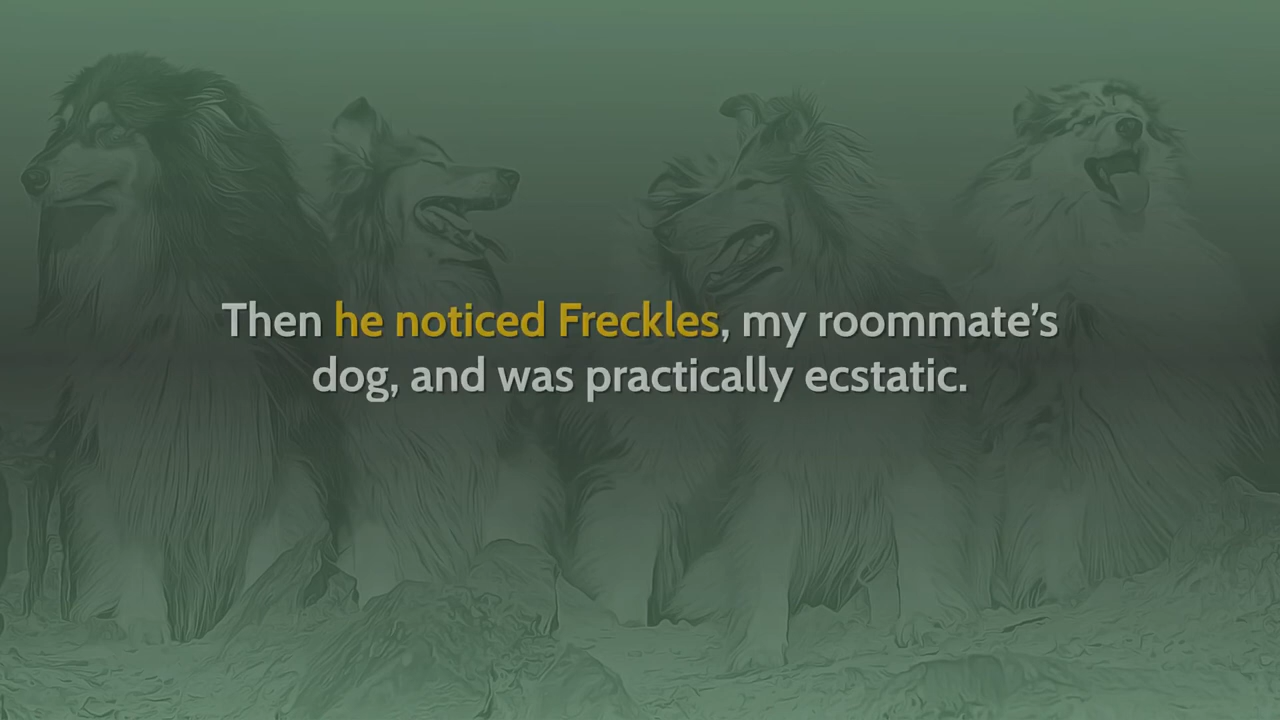 Then he noticed Freckles, my roommate’s
dog, and was practically ecstatic.